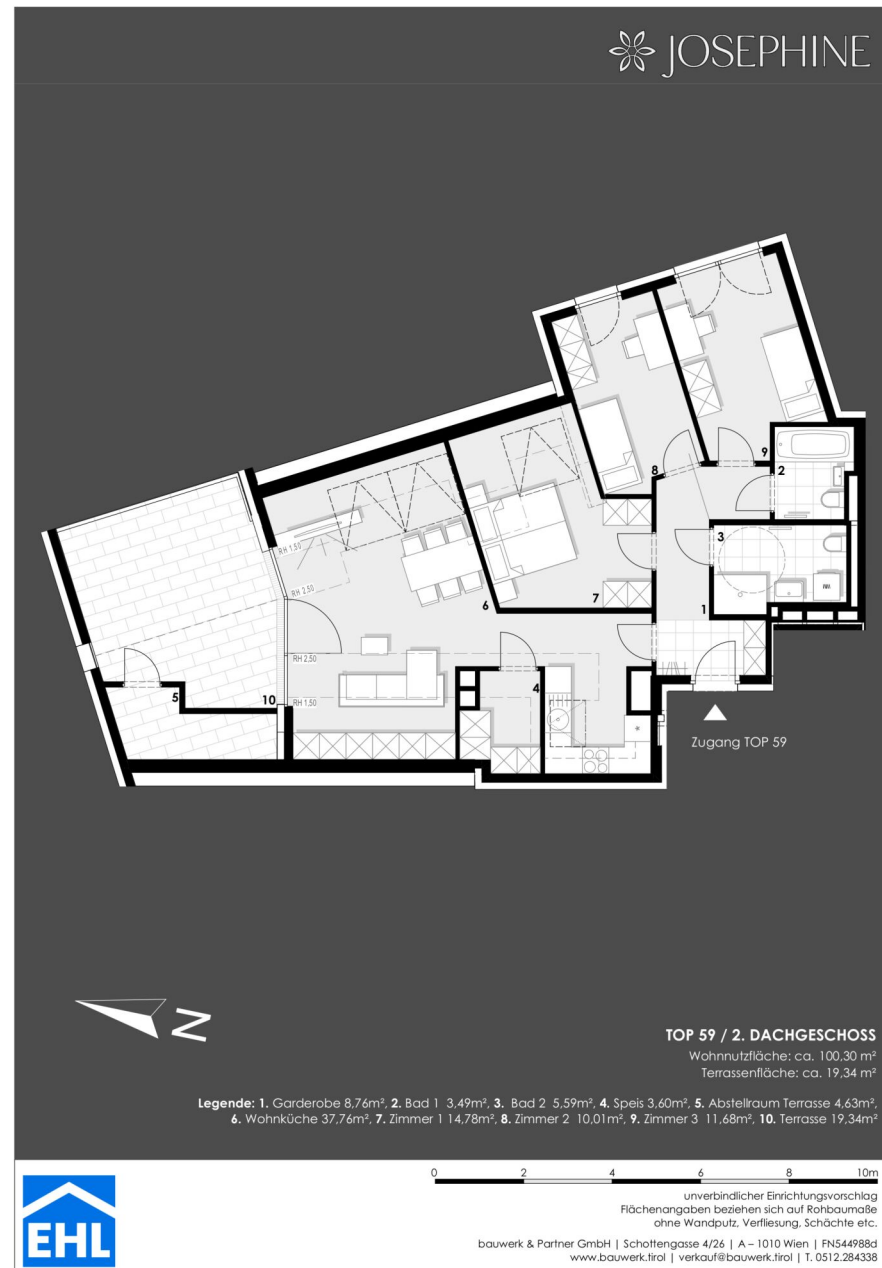 JOSEPHINE
9
8
2
3
RH 1,50
RH 2,50
6
7
1
RH 2,50
4
5
10
RH 1,50
Zugang TOP 59
N
TOP 59 / 2. DACHGESCHOSS
Wohnnutzfläche: ca. 100,30 m²
Terrassenfläche: ca. 19,34 m²
Legende: 1. Garderobe 8,76m², 2. Bad 1 3,49m², 3. Bad 2 5,59m², 4. Speis 3,60m², 5. Abstellraum Terrasse 4,63m²,
6. Wohnküche 37,76m², 7. Zimmer 1 14,78m², 8. Zimmer 2 10,01m², 9. Zimmer 3 11,68m², 10. Terrasse 19,34m²
0 2 4 6 8 10m
unverbindlicher Einrichtungsvorschlag
Flächenangaben beziehen sich auf Rohbaumaße
ohne Wandputz, Verfliesung, Schächte etc.
EHL
bauwerk & Partner GmbH | Schottengasse 4/26 | A – 1010 Wien | FN544988d
www.bauwerk.tirol | verkauf@bauwerk.tirol | T. 0512.284338